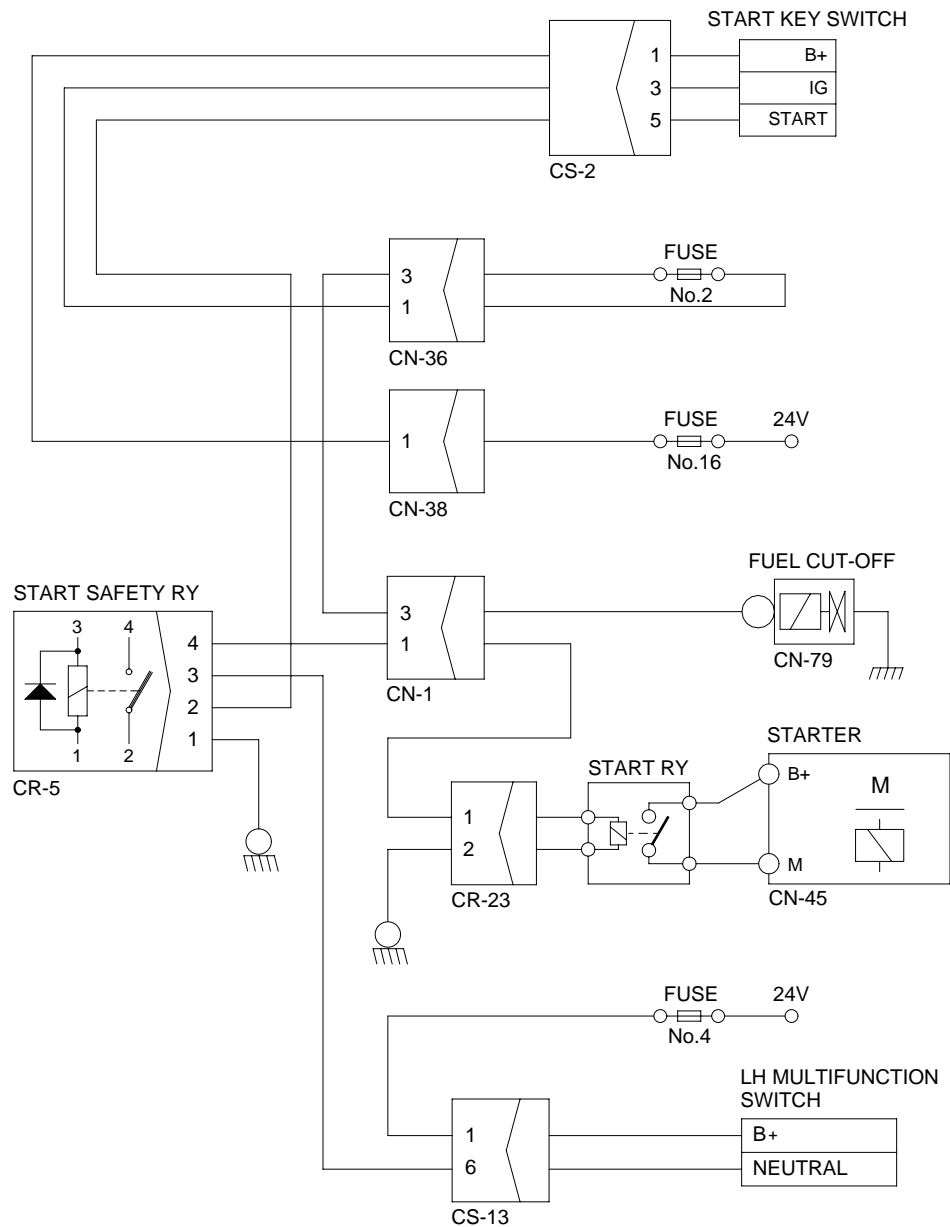 START KEY SWITCH
1
B+
3
IG
5
START
CS-2
FUSE
3
1
No.2
CN-36
FUSE
24V
1
No.16
CN-38
FUEL CUT-OFF
START SAFETY RY
3
4
4
3
2
1
1
2
CR-5
3
1
CN-1
CN-79
STARTER
START RY
B+
M
1
2
M
CR-23
CN-45
FUSE
24V
No.4
LH MULTIFUNCTION
SWITCH
1
B+
6
NEUTRAL
CS-13